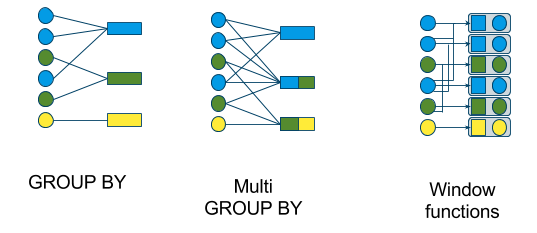 GROUP BY
Multi
GROUP BY
Window
functions